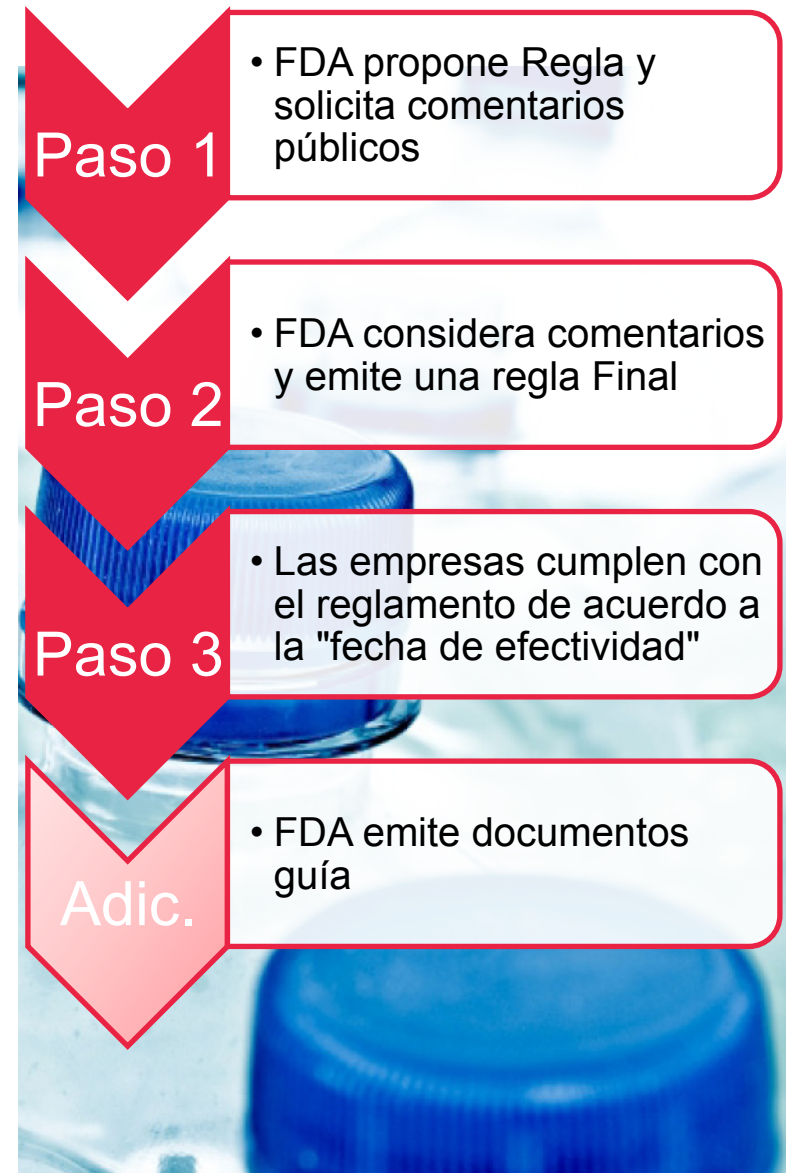 Paso 1
• FDA propone Regla y
solicita comentarios
públicos
Paso 2
• FDA considera comentarios
y emite una regla Final
Paso 3
• Las empresas cumplen con
el reglamento de acuerdo a
la "fecha de efectividad"
Adic.
• FDA emite documentos
guía